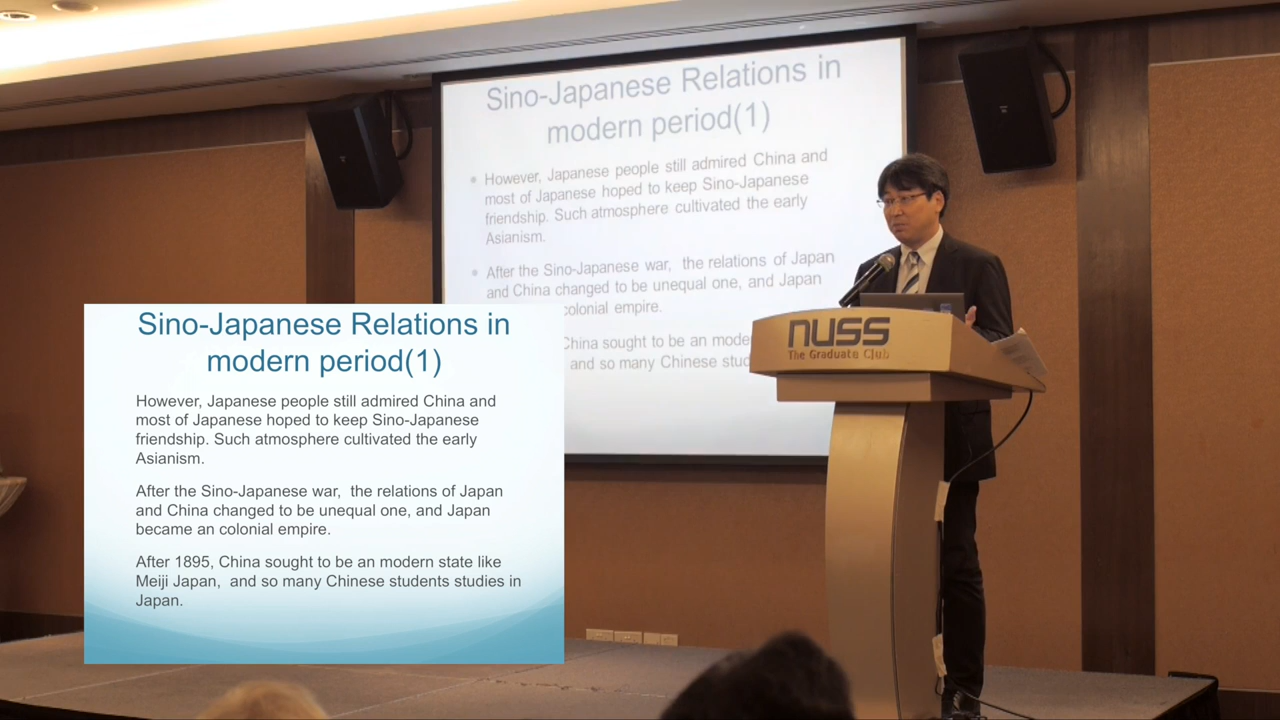 Sino-Japanese Relations in
modern period(1)
• However, Japanese people still admired China and
most of Japanese hoped to keep Sino-Japanese
friendship. Such atmosphere cultivated the early
Asianism.
• After the Sino-Japanese war, the relations of Japan
and China changed to be unequal one, and Japan
colonial empire.
China sought to be an mode
and so many Chinese stud
nuss
The Graduate Club
Sino-Japanese Relations in
modern period(1)
However, Japanese people still admired China and
most of Japanese hoped to keep Sino-Japanese
friendship. Such atmosphere cultivated the early
Asianism.
After the Sino-Japanese war, the relations of Japan
and China changed to be unequal one, and Japan
became an colonial empire.
After 1895, China sought to be an modern state like
Meiji Japan, and so many Chinese students studies in
Japan.